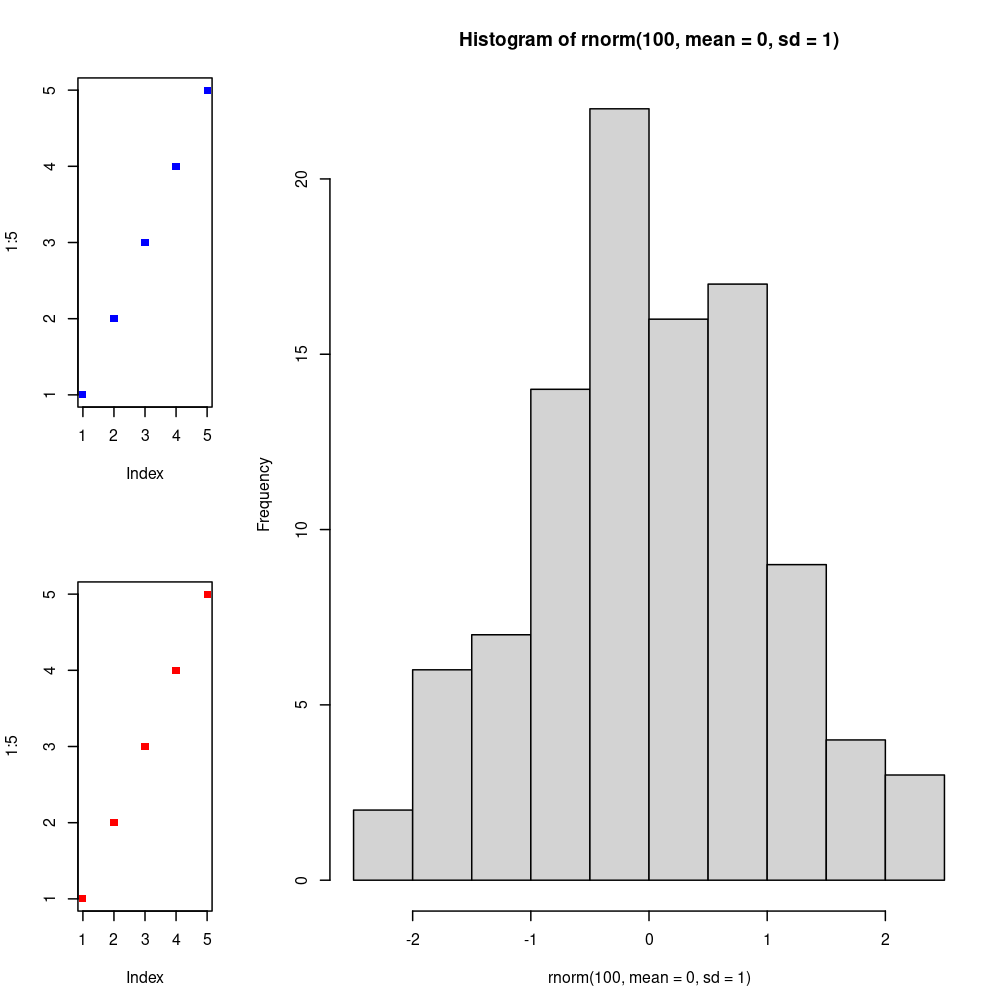 5
4
3
2
1
1:5
1 2 3 4 5
Index
5
4
3
2
1
1:5
1 2 3 4 5
Index
Histogram of rnorm(100, mean = 0, sd = 1)
20
15
10
5
0
Frequency
-2 -1 0 1 2
rnorm(100, mean = 0, sd = 1)